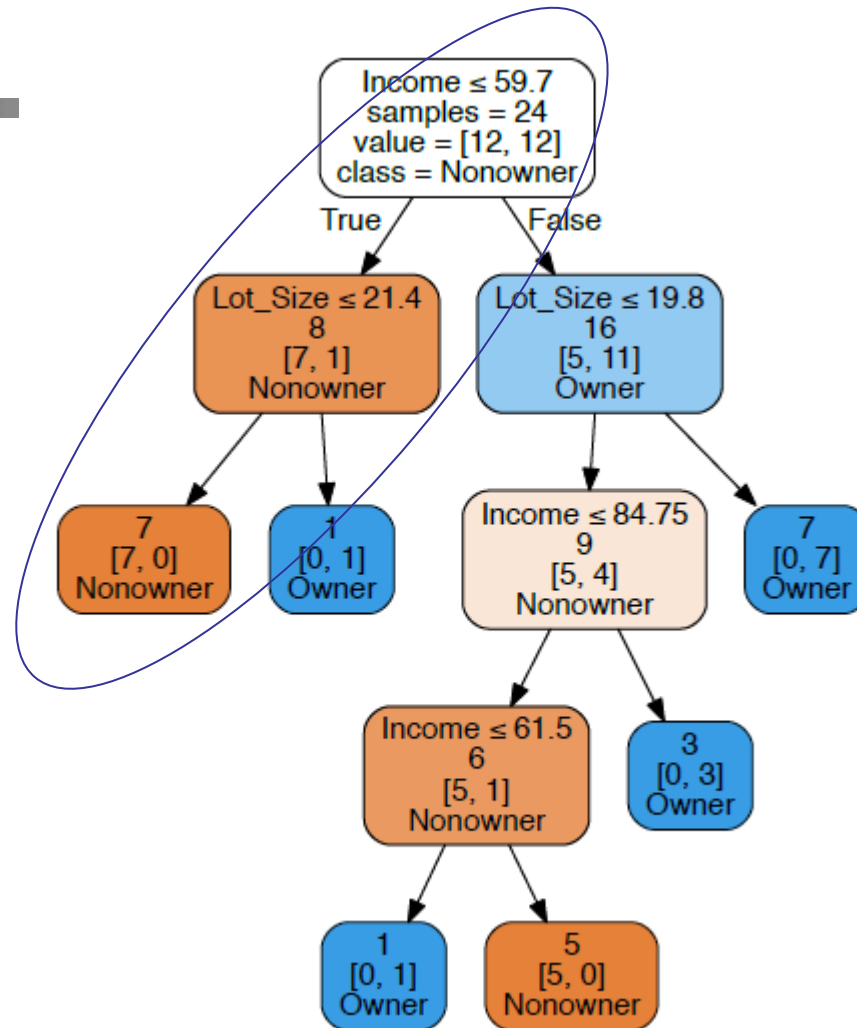 Income ≤ 59.7
samples = 24
value = [12, 12]
class = Nonowner
True
False
Lot_Size ≤ 21.4
8
[7, 1]
Nonowner
Lot_Size ≤ 19.8
16
[5, 11]
Owner
7
[7, 0]
Nonowner
1
[0, 1]
Owner
Income ≤ 84.75
9
[5, 4]
Nonowner
7
[0, 7]
Owner
Income ≤ 61.5
6
[5, 1]
Nonowner
3
[0, 3]
Owner
1
[0, 1]
Owner
5
[5, 0]
Nonowner